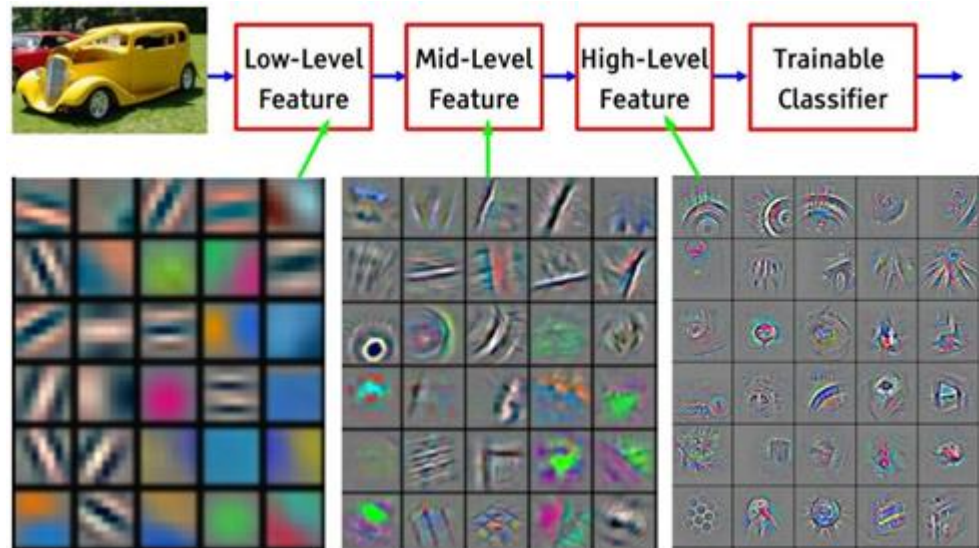 Low-Level
Feature
Mid-Level
Feature
High-Level
Feature
Trainable
Classifier